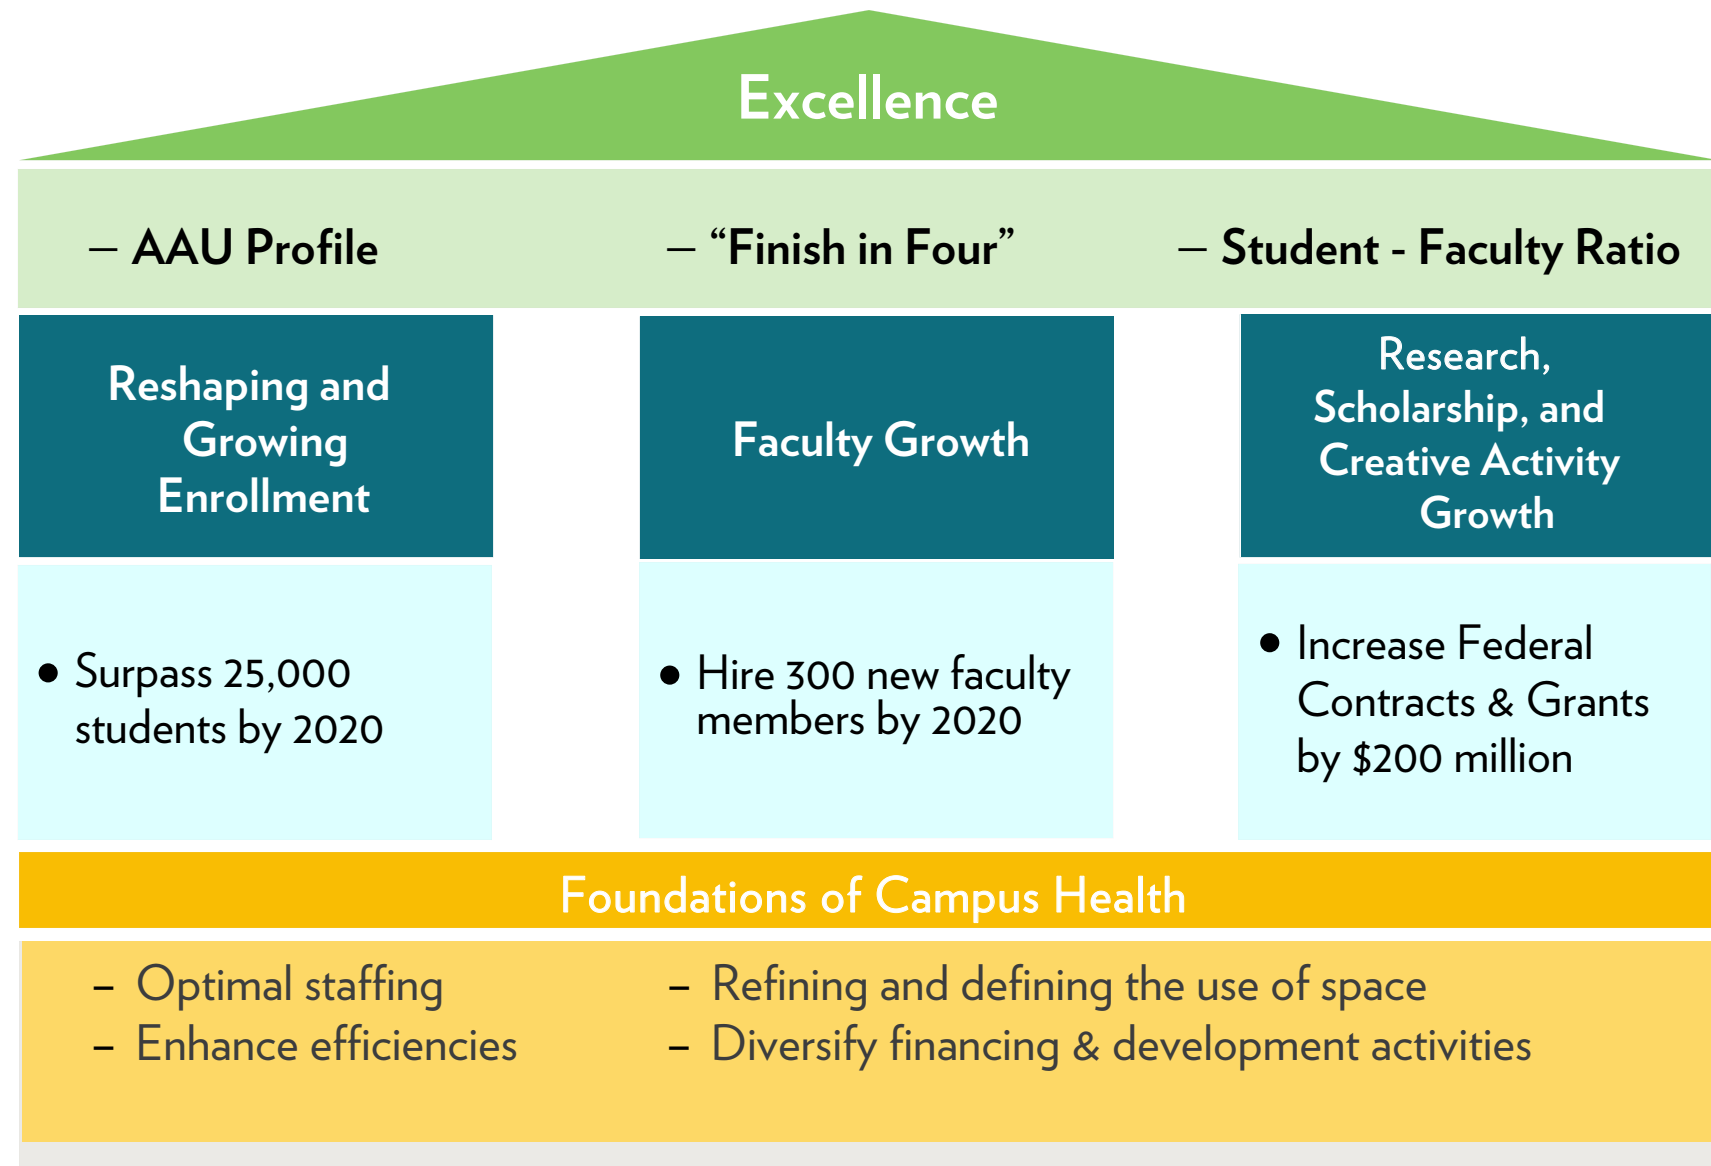 Excellence
– AAU Profile
– “Finish in Four”
– Student - Faculty Ratio
Reshaping and
Growing
Enrollment
Faculty Growth
Research,
Scholarship, and
Creative Activity
Growth
• Surpass 25,000
students by 2020
• Hire 300 new faculty
members by 2020
• Increase Federal
Contracts & Grants
by $200 million
Foundations of Campus Health
– Optimal staffing
– Enhance efficiencies
– Refining and defining the use of space
– Diversify financing & development activities